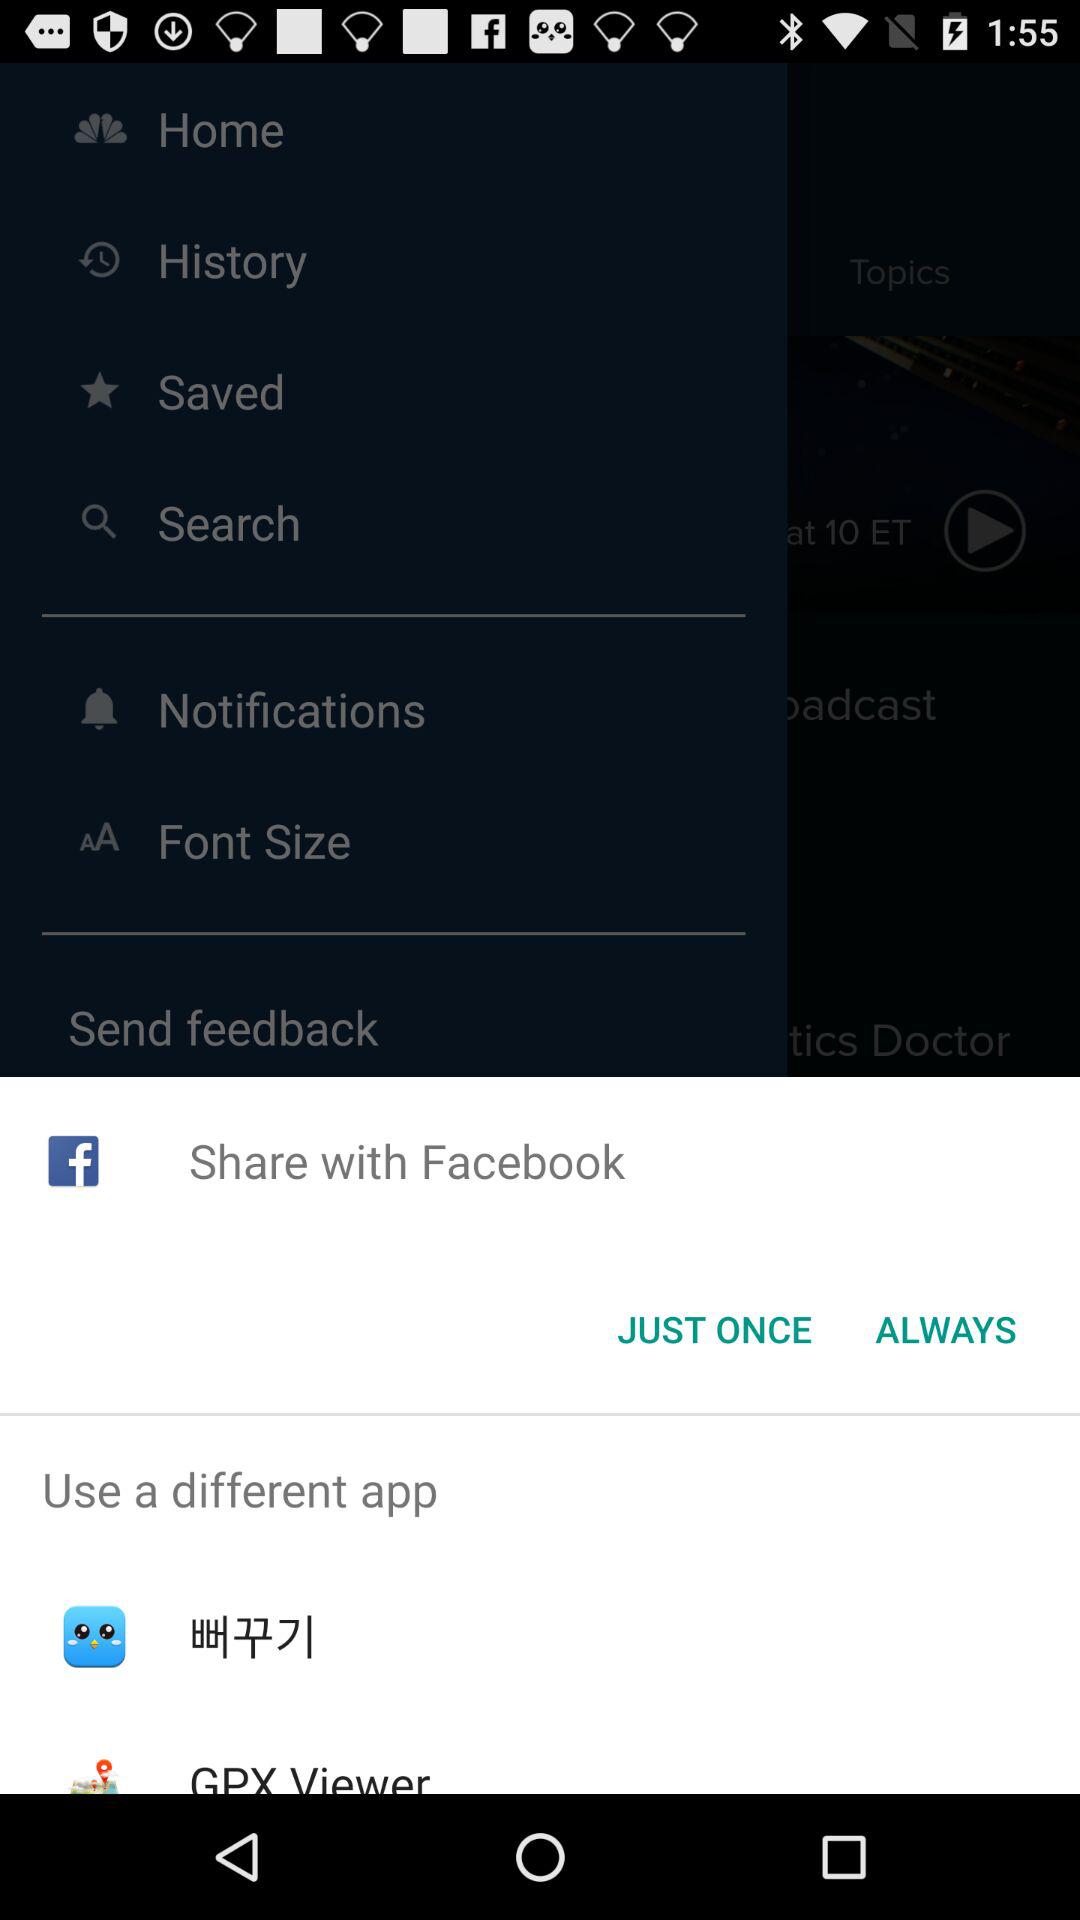 1:55
Home
History
Topics
Saved
Search
at 10 ET
Notifications
oadcast
Font Size
Send feedback
tics Doctor
Share with Facebook
JUST ONCE ALWAYS
Use a different app
뻐꾸기
GPX Viewer